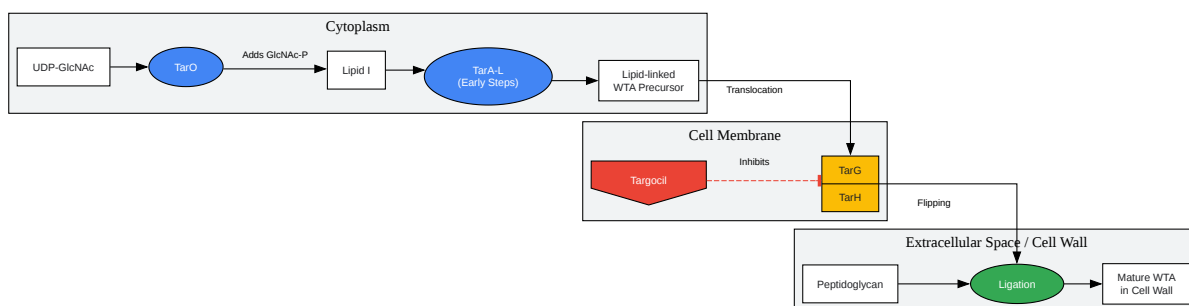 Cytoplasm
UDP-GlcNAc
TarO
Adds GlcNAc-P
Lipid I
TarA-L
(Early Steps)
Lipid-linked
WTA Precursor
Translocation
Cell Membrane
Targocil
Inhibits
TarG
TarH
Flipping
Extracellular Space / Cell Wall
Peptidoglycan
Ligation
Mature WTA
in Cell Wall